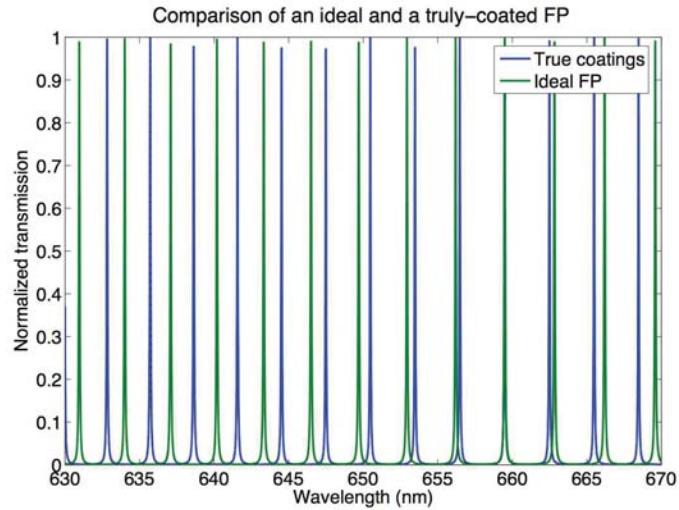 Comparison of an ideal and a truly-coated FP
Normalized transmission
1
0.9
0.8
0.7
0.6
0.5
0.4
0.3
0.2
0.1
0
True coatings
Ideal FP
630 635 640 645 650 655 660 665 670
Wavelength (nm)